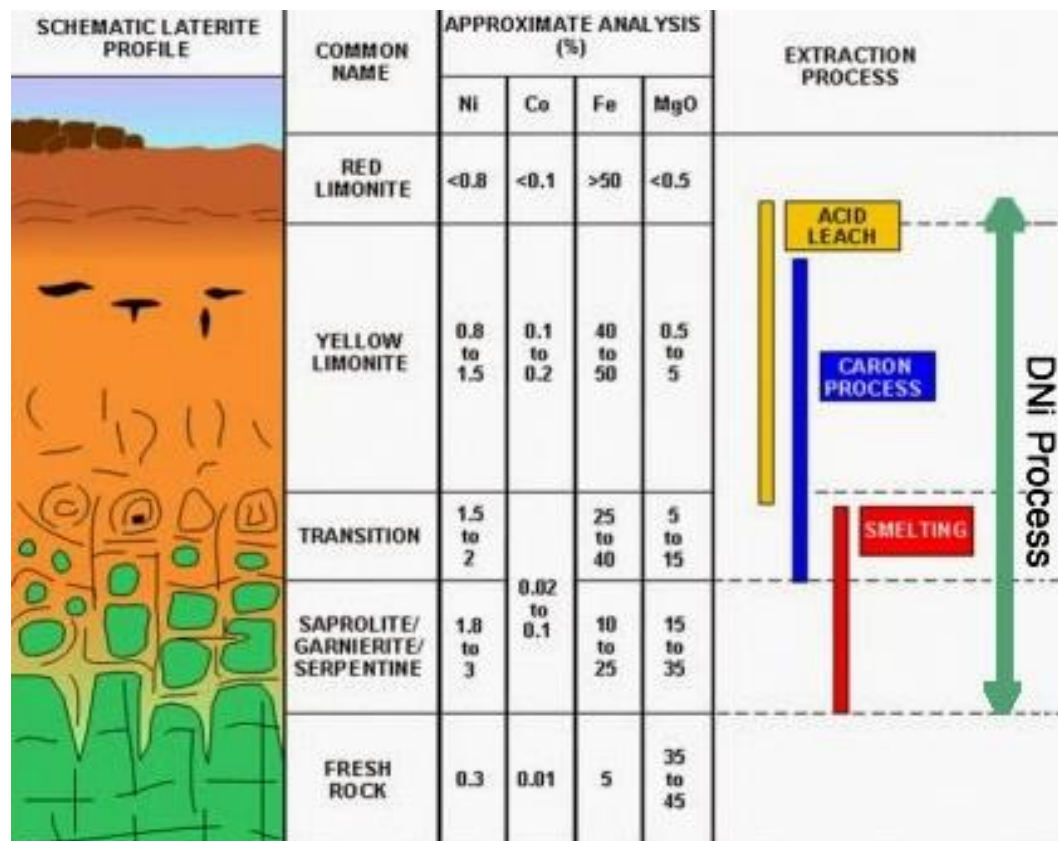 SCHEMATIC LATERITE
PROFILE
COMMON
NAME
APPROXIMATE ANALYSIS
(%)
Ni
Co
Fe
MgO
EXTRACTION
PROCESS
RED
LIMONITE
<0.8
<0.1
>50
<0.5
YELLOW
LIMONITE
0.8
to
1.5
0.1
to
0.2
40
to
50
0.5
to
5
TRANSITION
1.5
to
2
25
to
40
5
to
15
0.02
to
0.1
SAPROLITE/
GARNIERITE/
SERPENTINE
1.8
to
3
10
to
25
15
to
35
FRESH
ROCK
0.3
0.01
5
35
to
45
ACID
LEACH
CARON
PROCESS
SMELTING
DNi Process